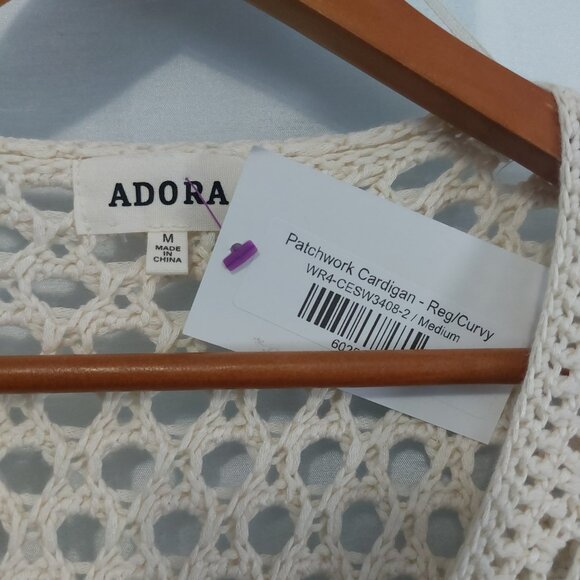 ADORA
M
MADE
IN
CHINA
Patchwork Cardigan - Reg/Curvy
WR4-CESW3408-2 / Medium